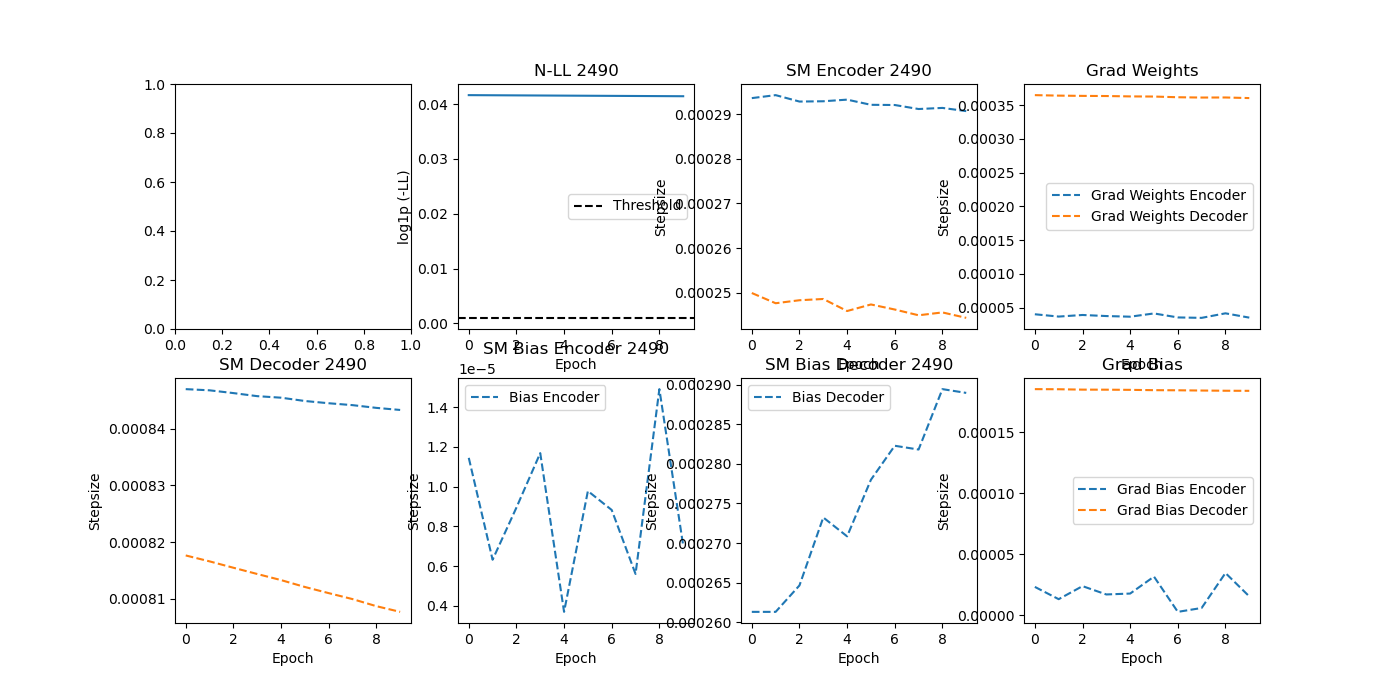 N-LL 2490
SM Encoder 2490
Grad Weights
1.0
0.8
0.6
0.4
0.2
0.0
0.0 0.2 0.4 0.6 0.8 1.0
log1p (-LL)
0.04
0.03
0.02
0.01
0.00
Threshold
0 2 4 6 8
Epoch
Stepsize
0.00029
0.00028
0.00027
0.00026
0.00025
0 2 4 6 8
Epoch
Stepsize
0.00035
0.00030
0.00025
0.00020
0.00015
0.00010
0.00005
Grad Weights Encoder
Grad Weights Decoder
0 2 4 6 8
Epoch
SM Decoder 2490
SM Bias Encoder 2490
SM Bias Decoder 2490
Grad Bias
Stepsize
0.00084
0.00083
0.00082
0.00081
0 2 4 6 8
Epoch
Stepsize
1e−5
1.4
1.2
1.0
0.8
0.6
0.4
Bias Encoder
0 2 4 6 8
Epoch
Stepsize
0.000290
0.000285
0.000280
0.000275
0.000270
0.000265
0.000260
Bias Decoder
0 2 4 6 8
Epoch
Stepsize
0.00015
0.00010
0.00005
0.00000
Grad Bias Encoder
Grad Bias Decoder
0 2 4 6 8
Epoch